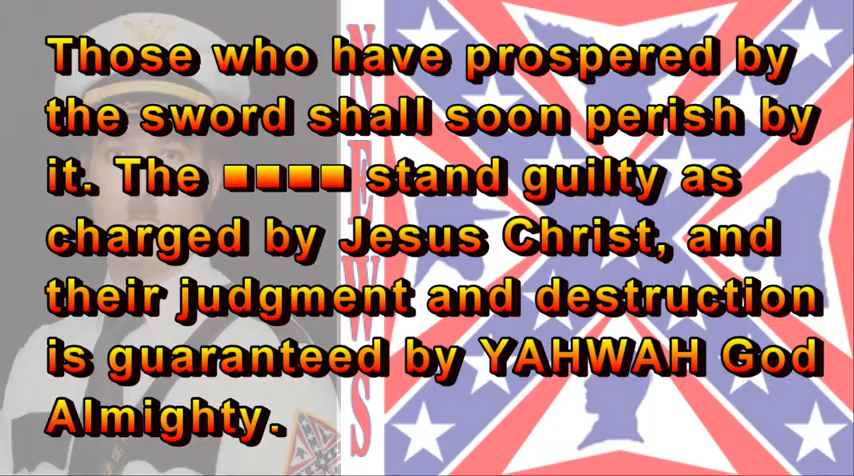 Those who have prospered by
the sword shall soon perish by
it. The ■■■■ stand guilty as
charged by Jesus Christ, and
their judgment and destruction
is guaranteed by YAHWAH God
Almighty.
NEWS